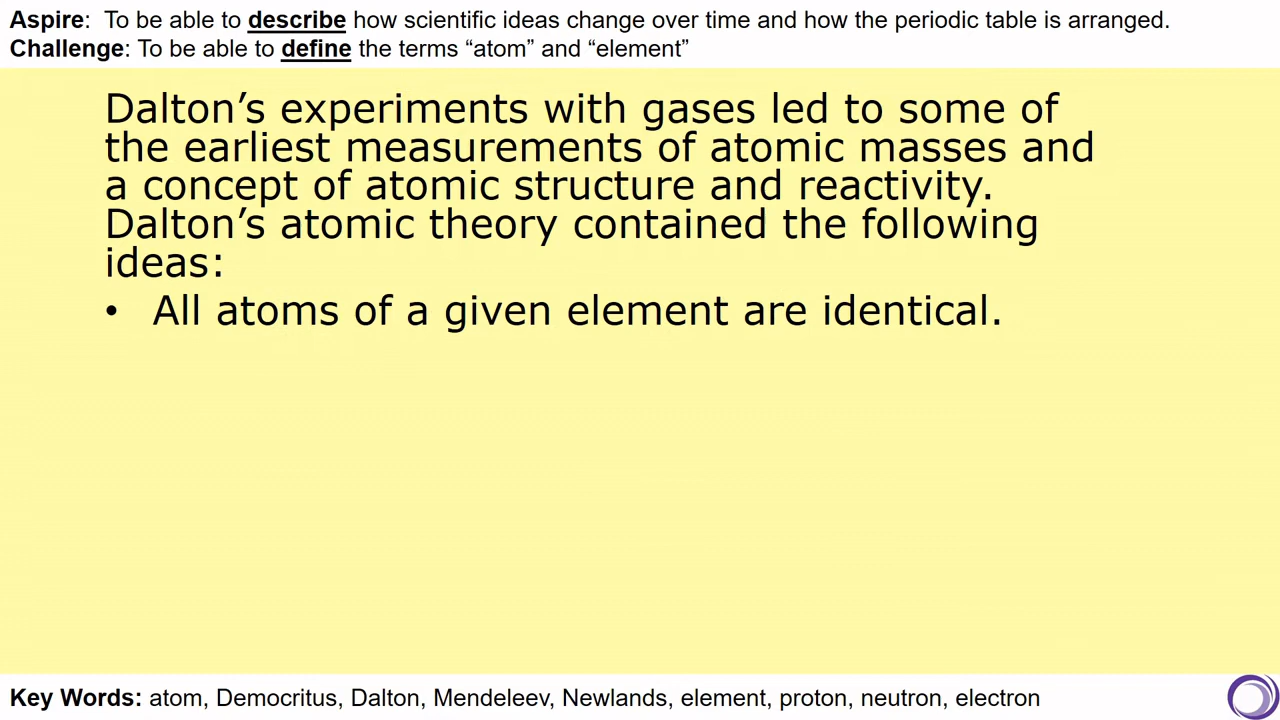 Aspire: To be able to describe how scientific ideas change over time and how the periodic table is arranged.
Challenge: To be able to define the terms “atom” and “element”
Dalton’s experiments with gases led to some of
the earliest measurements of atomic masses and
a concept of atomic structure and reactivity.
Dalton’s atomic theory contained the following
ideas:
• All atoms of a given element are identical.
Key Words: atom, Democritus, Dalton, Mendeleev, Newlands, element, proton, neutron, electron